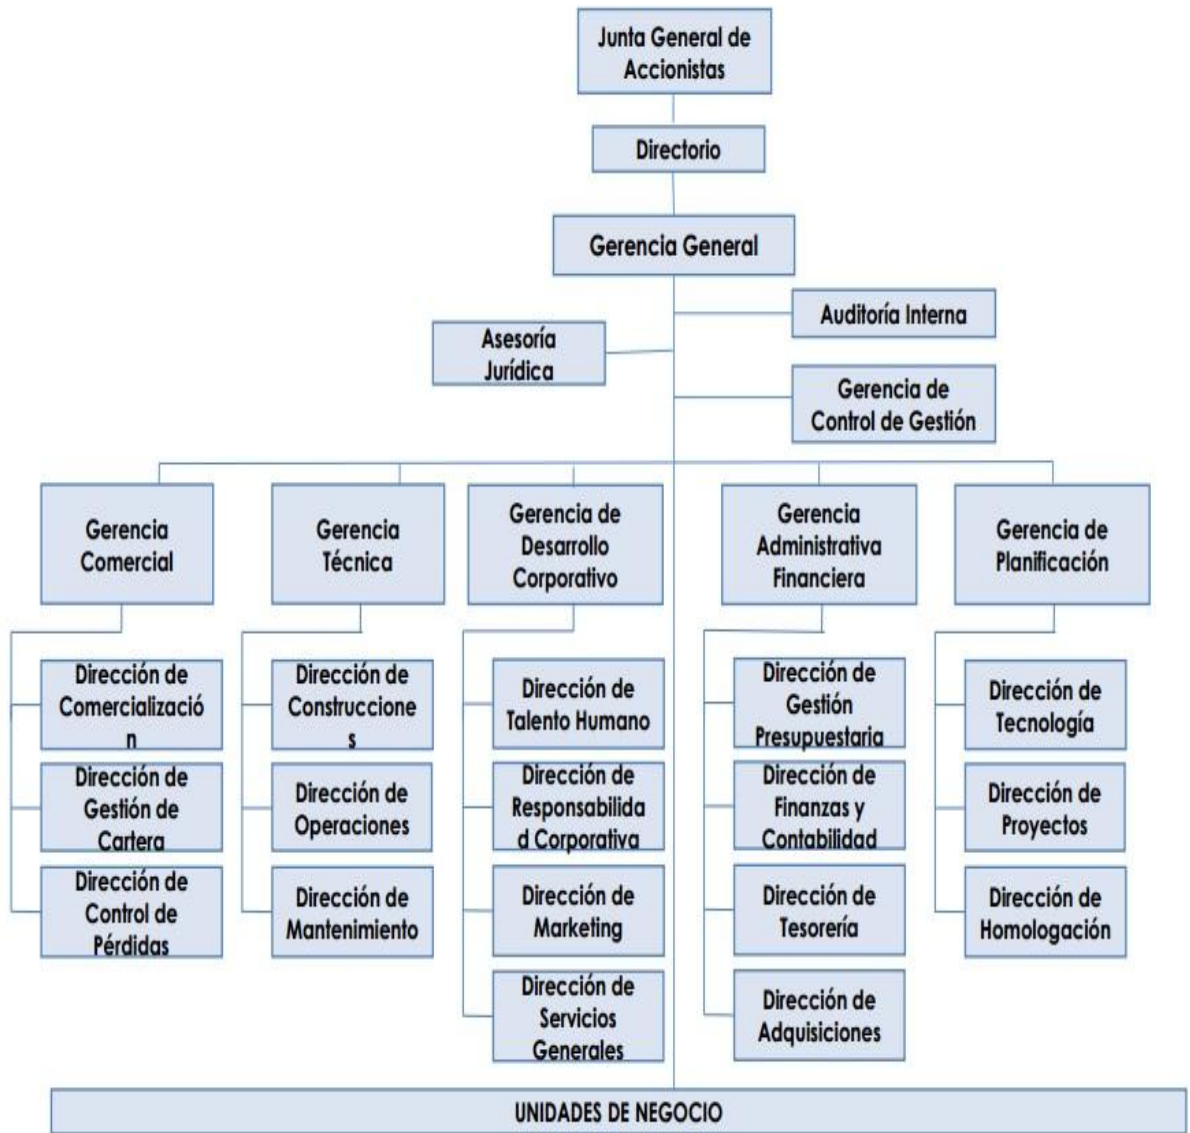 Junta General de
Accionistas
Directorio
Gerencia General
Auditoría Interna
Asesoría
Jurídica
Gerencia de
Control de Gestión
Gerencia
Comercial
Gerencia
Técnica
Gerencia de
Desarrollo
Corporativo
Gerencia
Administrativa
Financiera
Gerencia de
Planificación
Dirección de
Comercializació
n
Dirección de
Gestión de
Cartera
Dirección de
Control de
Pérdidas
Dirección de
Construccione
s
Dirección de
Operaciones
Dirección de
Mantenimiento
Dirección de
Talento Humano
Dirección de
Responsabilida
d Corporativa
Dirección de
Marketing
Dirección de
Servicios
Generales
Dirección de
Gestión
Presupuestaria
Dirección de
Finanzas y
Contabilidad
Dirección de
Tesorería
Dirección de
Adquisiciones
Dirección de
Tecnología
Dirección de
Proyectos
Dirección de
Homologación
UNIDADES DE NEGOCIO